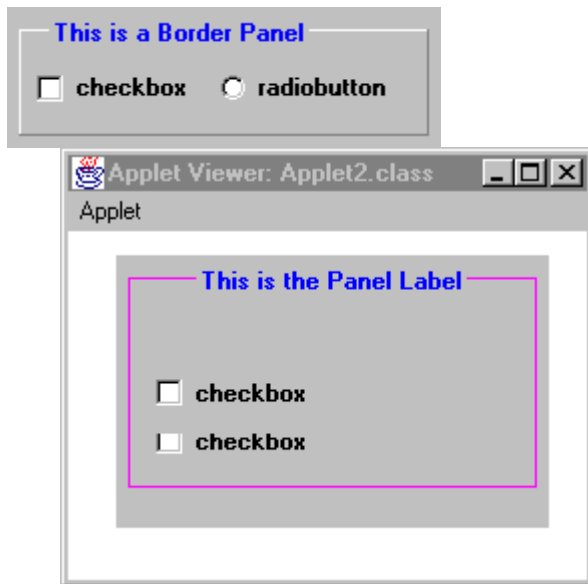 This is a Border Panel
checkbox radiobutton
Applet Viewer: Applet2.class
Applet
This is the Panel Label
checkbox
checkbox